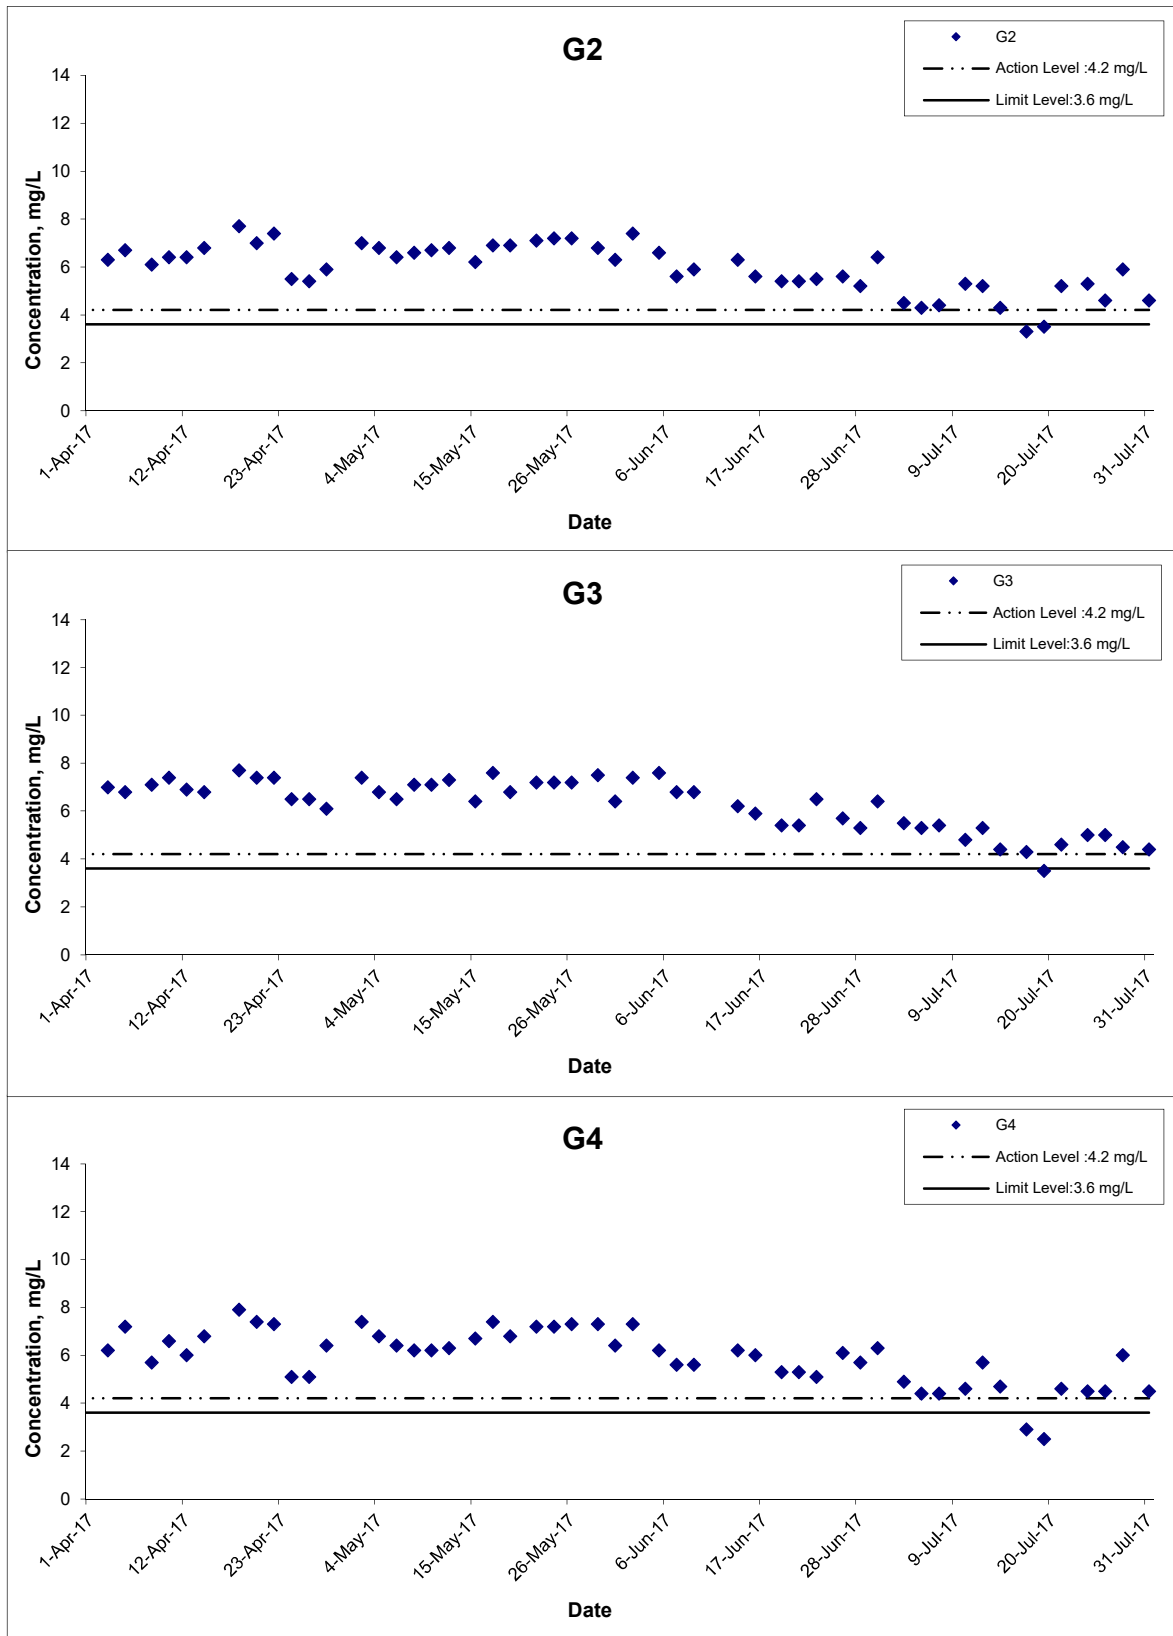 G2
G2
Action Level :4.2 mg/L
Limit Level:3.6 mg/L
Concentration, mg/L
14
12
10
8
6
4
2
0
1-Apr-17
12-Apr-17
23-Apr-17
4-May-17
15-May-17
26-May-17
6-Jun-17
17-Jun-17
28-Jun-17
9-Jul-17
20-Jul-17
31-Jul-17
Date
G3
G3
Action Level :4.2 mg/L
Limit Level:3.6 mg/L
Concentration, mg/L
14
12
10
8
6
4
2
0
1-Apr-17
12-Apr-17
23-Apr-17
4-May-17
15-May-17
26-May-17
6-Jun-17
17-Jun-17
28-Jun-17
9-Jul-17
20-Jul-17
31-Jul-17
Date
G4
G4
Action Level :4.2 mg/L
Limit Level:3.6 mg/L
Concentration, mg/L
14
12
10
8
6
4
2
0
1-Apr-17
12-Apr-17
23-Apr-17
4-May-17
15-May-17
26-May-17
6-Jun-17
17-Jun-17
28-Jun-17
9-Jul-17
20-Jul-17
31-Jul-17
Date